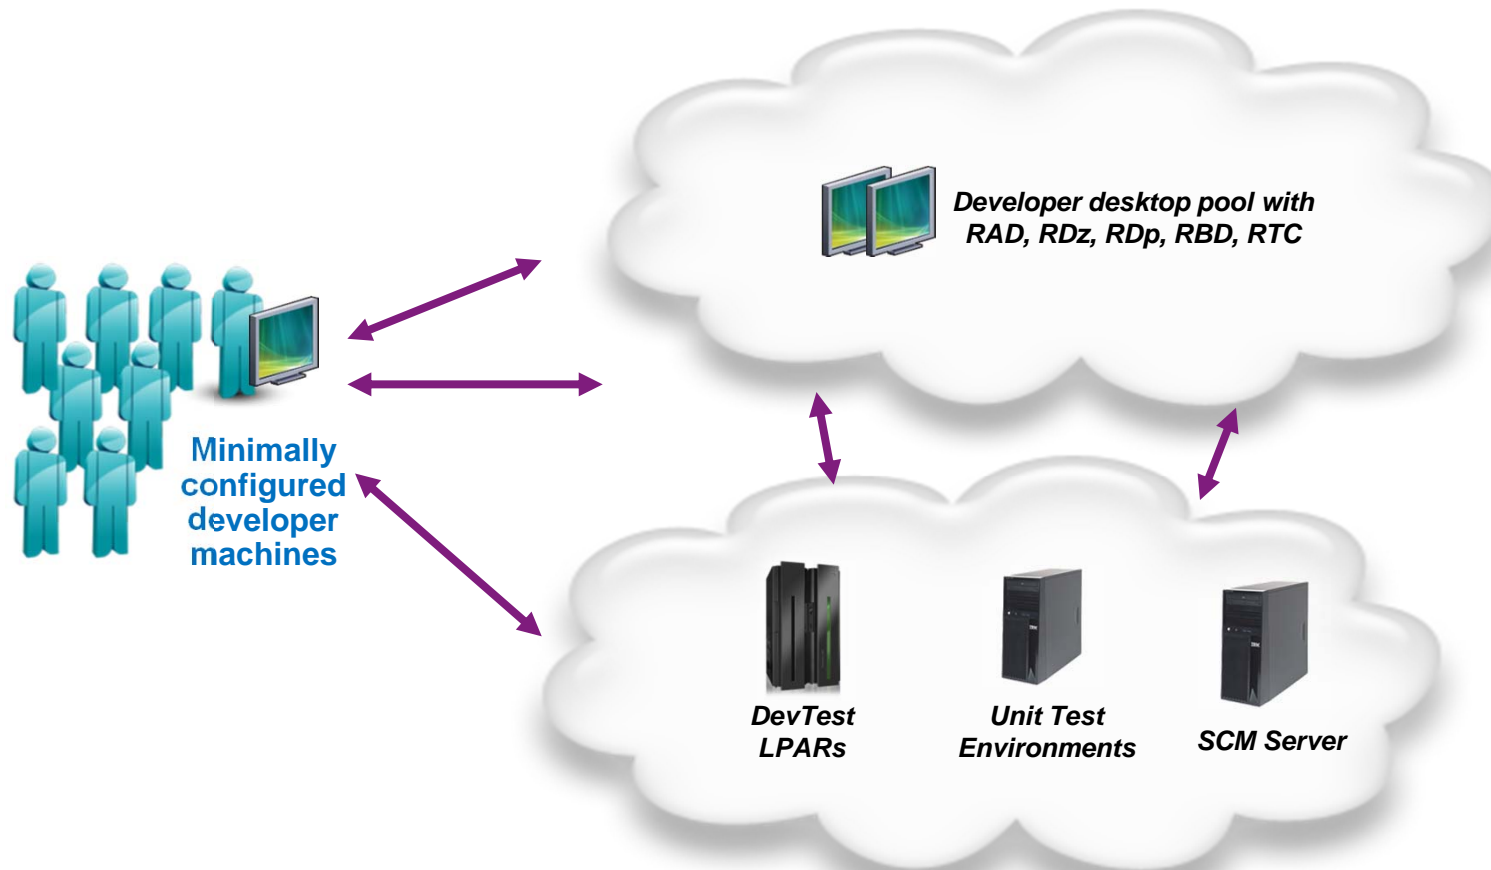 Developer desktop pool with
RAD, RDz, RDp, RBD, RTC
Minimally
configured
developer
machines
DevTest
LPARs
Unit Test
Environments
SCM Server